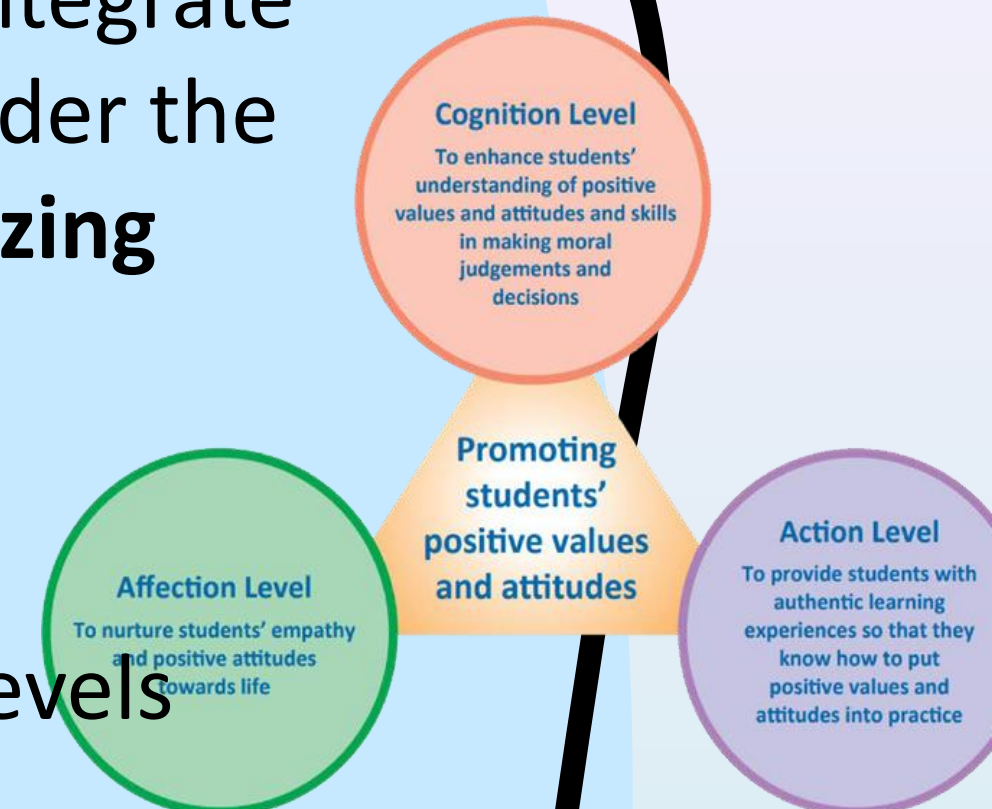 ntegrate
der the
zing
Cognition Level
To enhance students'
understanding of positive
values and attitudes and skills
in making moral
judgements and
decisions
Promoting
students'
positive values
and attitudes
Affection Level
To nurture students' empathy
and positive attitudes
towards life
evels
Action Level
To provide students with
authentic learning
experiences so that they
know how to put
positive values and
attitudes into practice